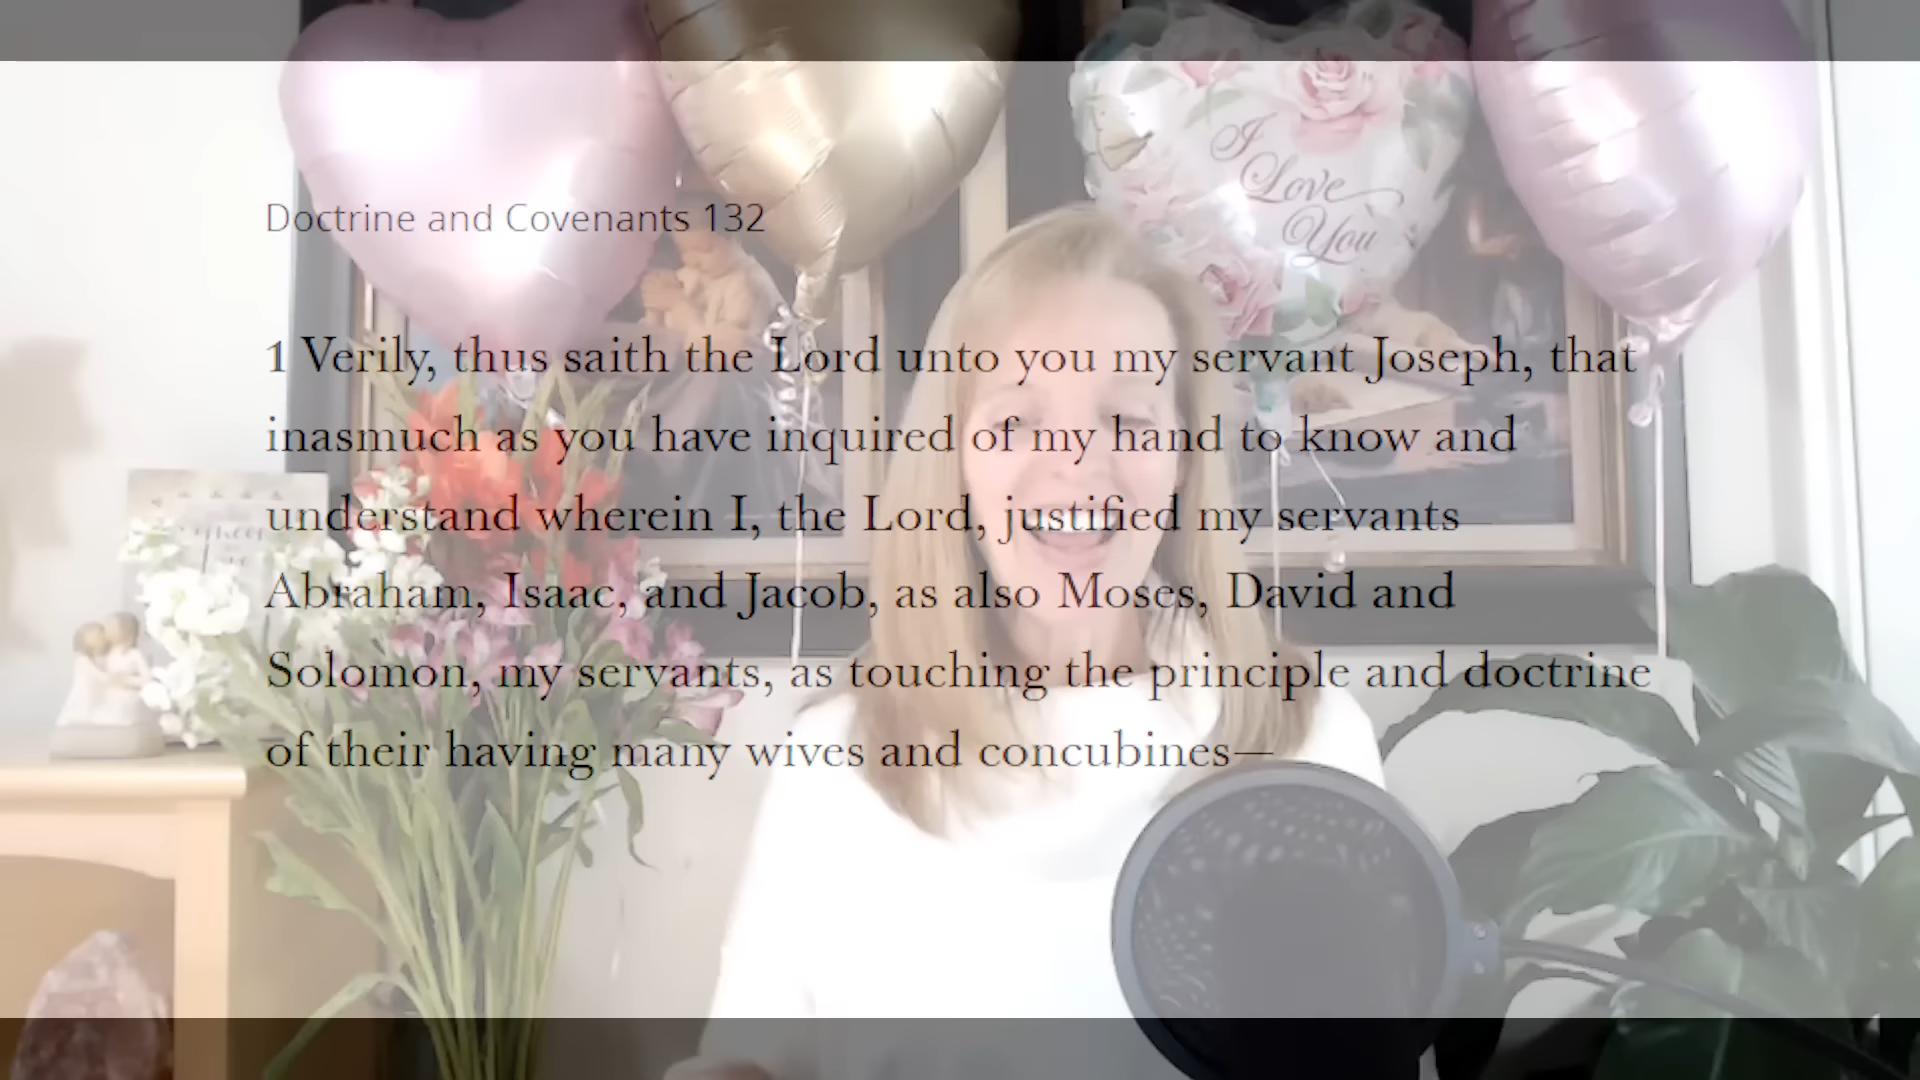 I
Love
You
Doctrine and Covenants 132
1 Verily, thus saith the Lord unto you my servant Joseph, that
inasmuch as you have inquired of my hand to know and
understand wherein I, the Lord, justified my servants
Abraham, Isaac, and Jacob, as also Moses, David and
Solomon, my servants, as touching the principle and doctrine
of their having many wives and concubines—